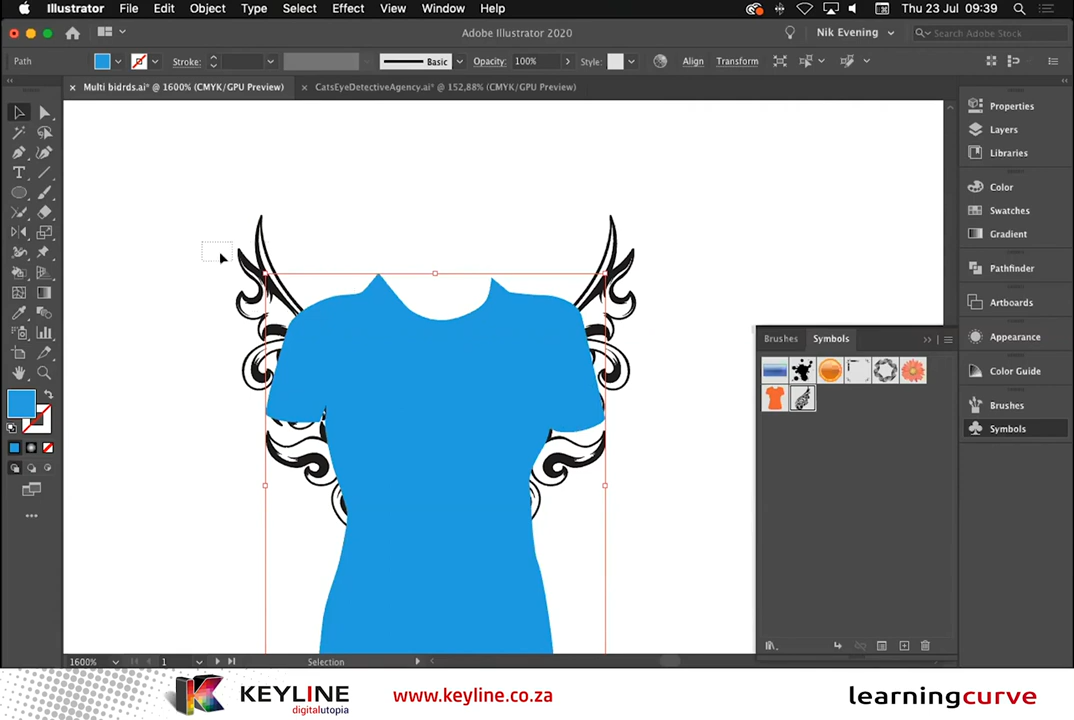 Illustrator File Edit Object Type Select Effect View Window Help Thu 23 Jul 09:39
Adobe Illustrator 2020 Nik Evening Search Adobe Stock
Path Stroke: Basic Opacity: 100% Style: Align Transform
× Multi bidrds.ai* @ 1600% (CMYK/GPU Preview) × CatsEyeDetectiveAgency.ai* @ 152,88% (CMYK/GPU Preview)
Properties
Layers
Libraries
Color
Swatches
Gradient
Pathfinder
Artboards
Appearance
Color Guide
Brushes
Symbols
Brushes Symbols
T
1600% 1 Selection
KEYLINE
digitalutopia
www.keyline.co.za
learningcurve